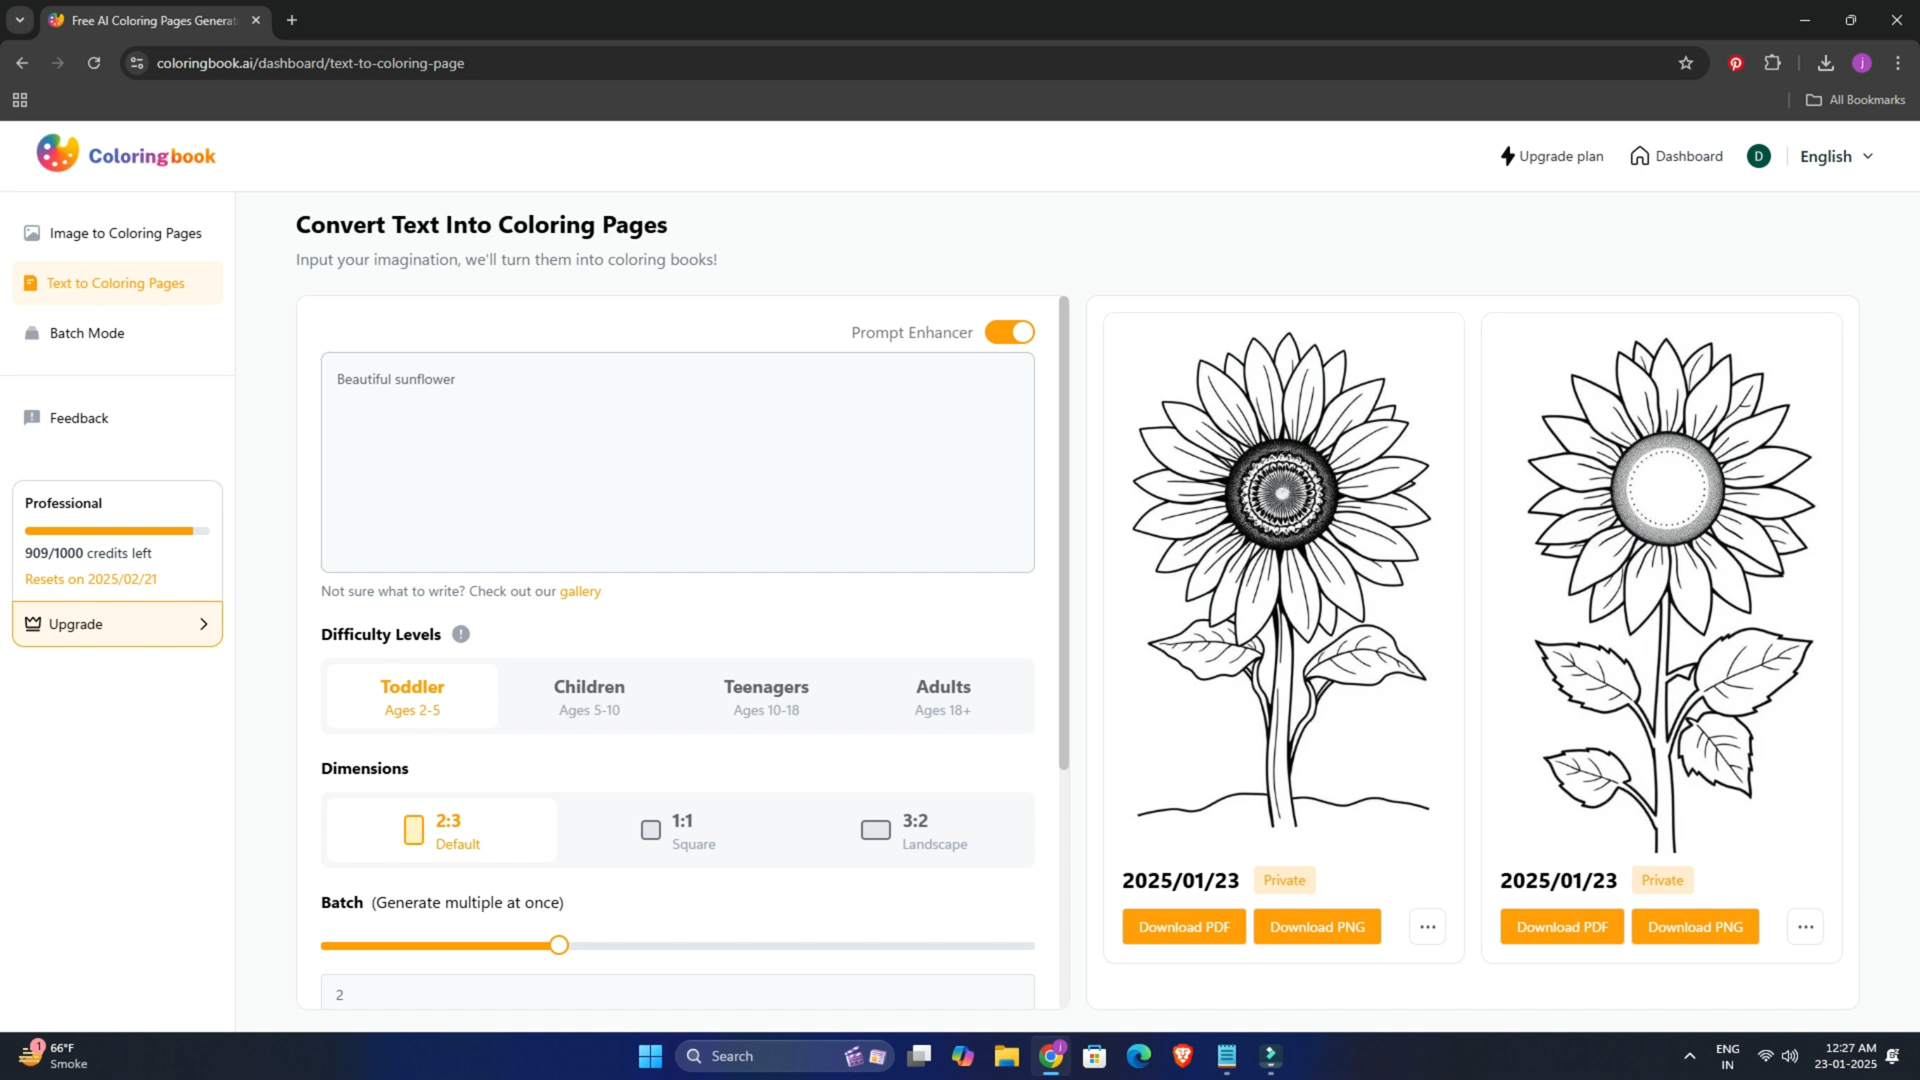 Free AI Coloring Pages Generat
coloringbook.ai/dashboard/text-to-coloring-page
j
All Bookmarks
Coloringbook
Upgrade plan
Dashboard
D
English
Image to Coloring Pages
Text to Coloring Pages
Batch Mode
Feedback
Professional
909/1000 credits left
Resets on 2025/02/21
Upgrade
Convert Text Into Coloring Pages
Input your imagination, we'll turn them into coloring books!
Prompt Enhancer
Beautiful sunflower
Not sure what to write? Check out our gallery
Difficulty Levels
Toddler
Ages 2-5
Children
Ages 5-10
Teenagers
Ages 10-18
Adults
Ages 18+
Dimensions
2:3
Default
1:1
Square
3:2
Landscape
Batch (Generate multiple at once)
2
2025/01/23 Private
Download PDF Download PNG
2025/01/23 Private
Download PDF Download PNG
1
66°F
Smoke
Search
j
ENG
IN
12:27 AM
23-01-2025